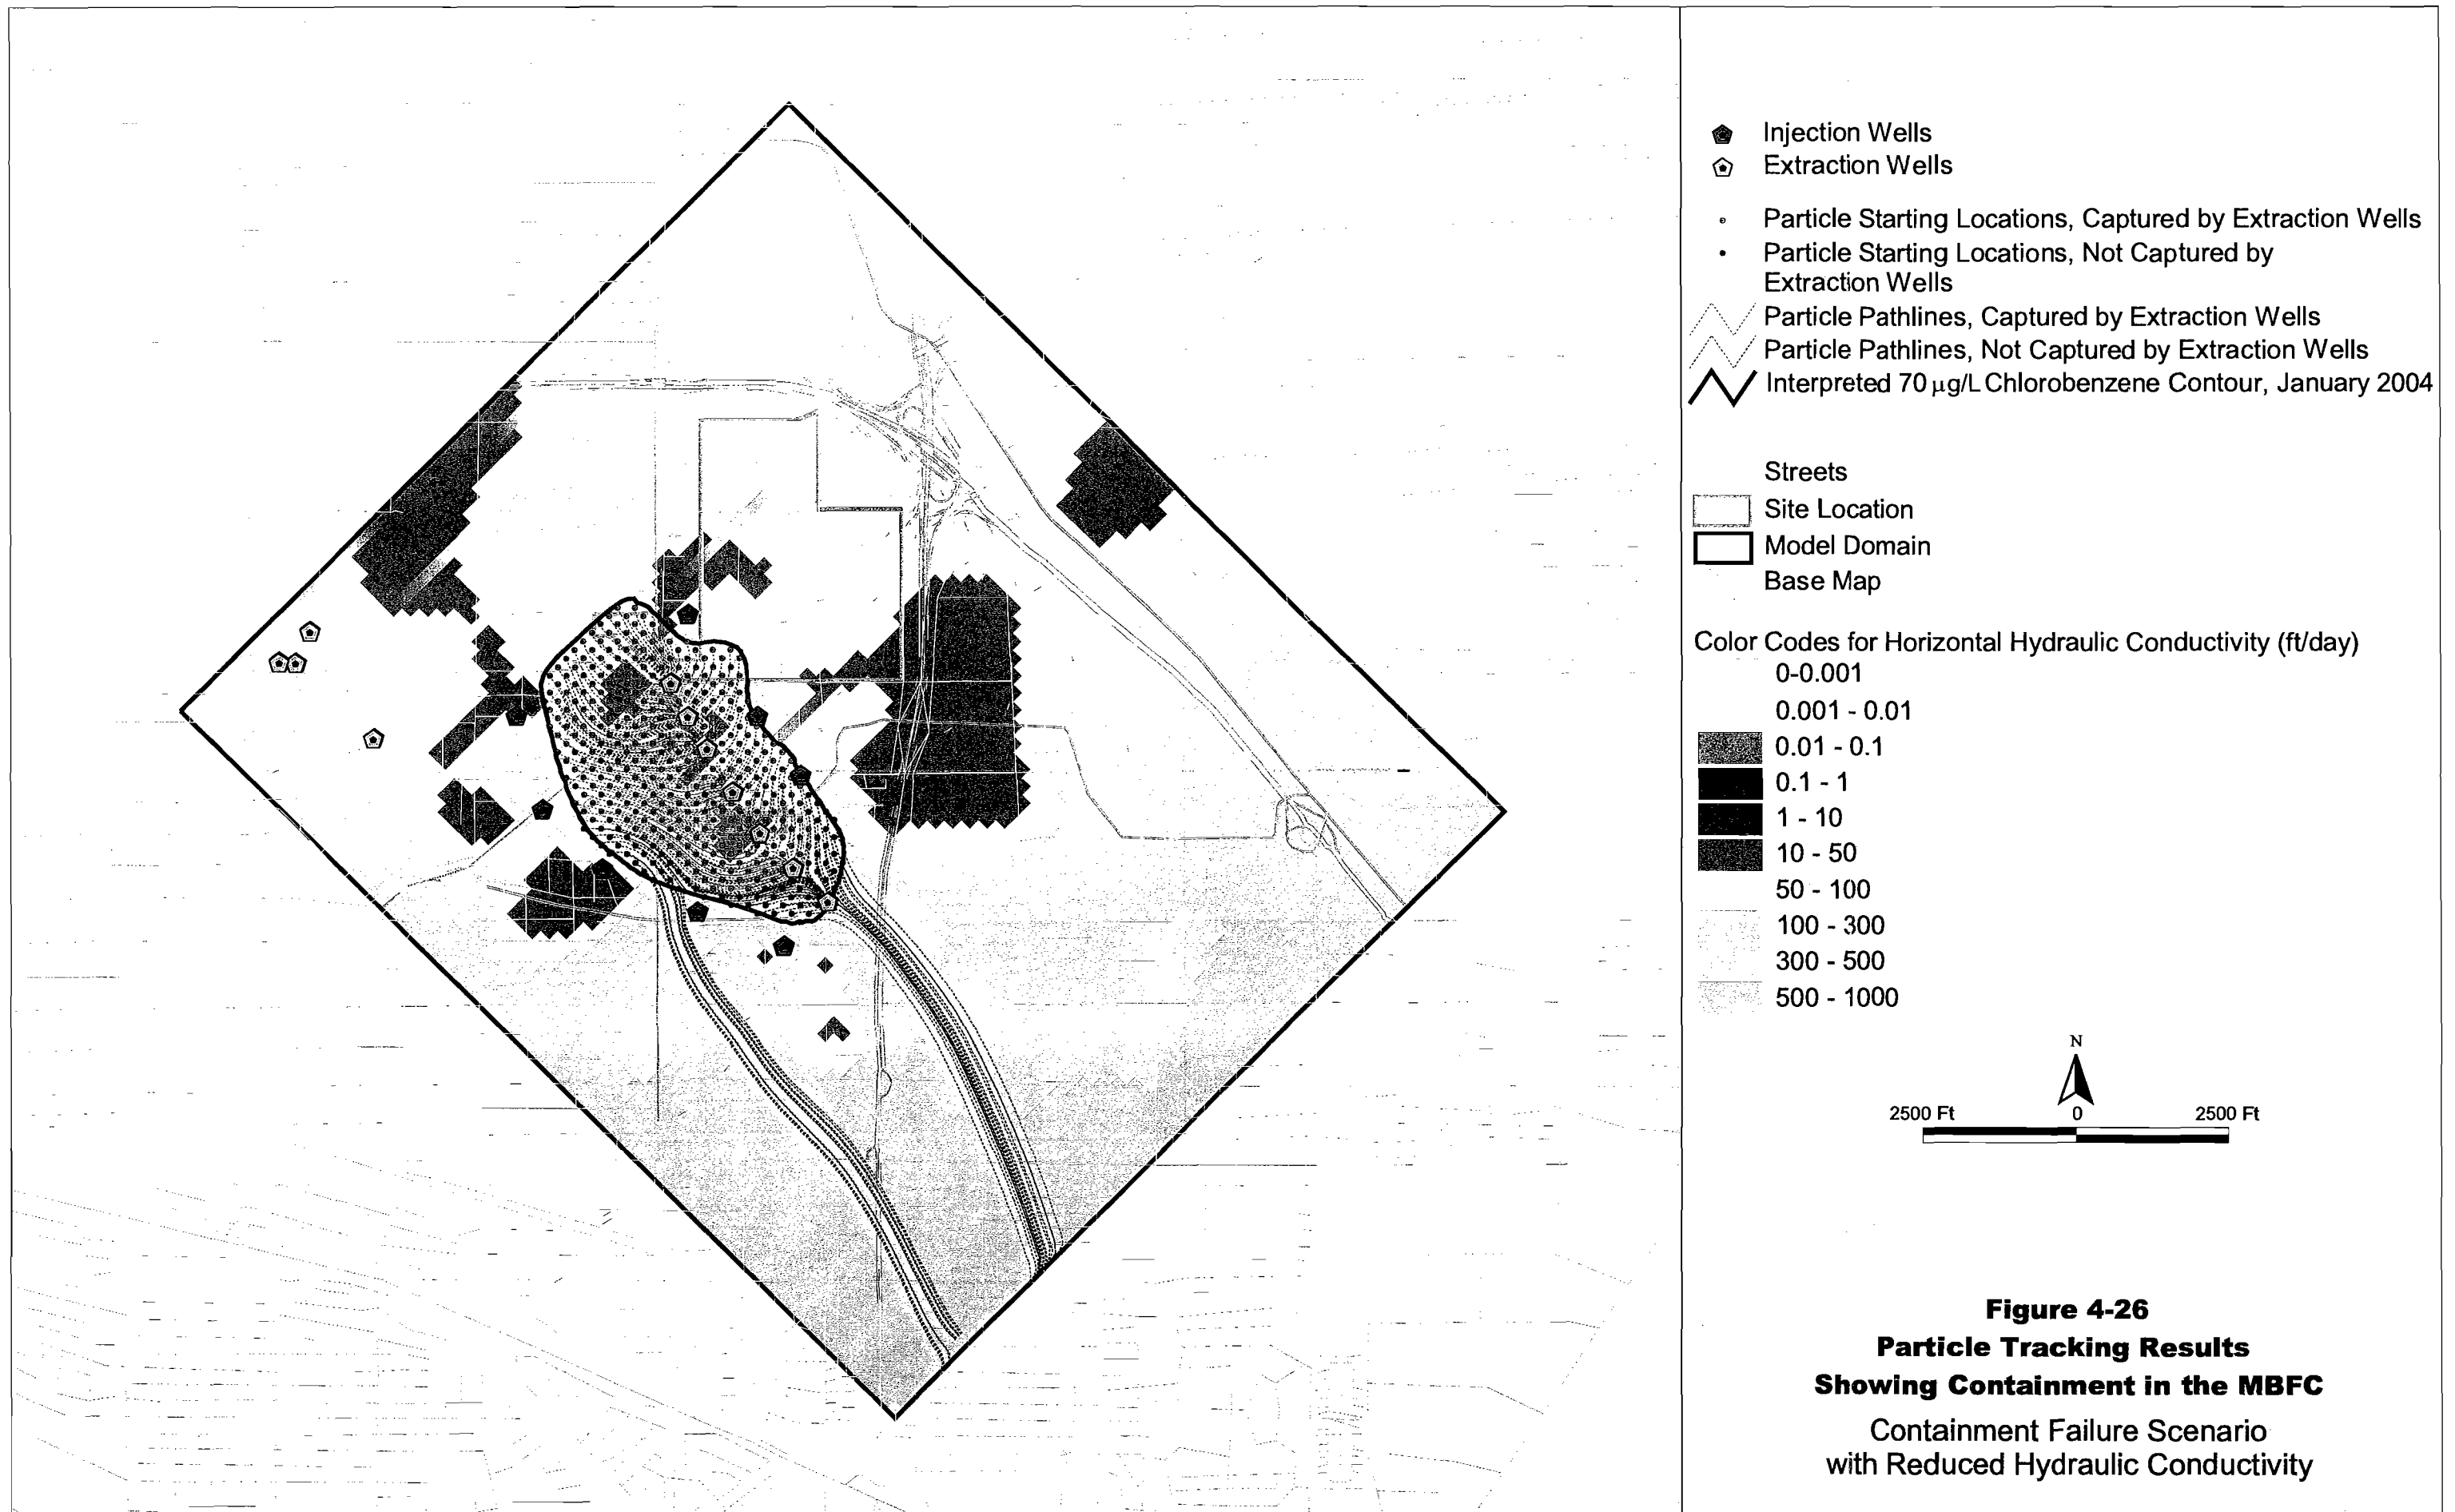 Injection Wells
Extraction Wells
Particle Starting Locations, Captured by Extraction Wells
Particle Starting Locations, Not Captured by
Extraction Wells
Particle Pathlines, Captured by Extraction Wells
Particle Pathlines, Not Captured by Extraction Wells
Interpreted 70 µg/L Chlorobenzene Contour, January 2004
Streets
Site Location
Model Domain
Base Map
Color Codes for Horizontal Hydraulic Conductivity (ft/day)
0-0.001
0.001 - 0.01
0.01 - 0.1
0.1 - 1
1 - 10
10 - 50
50 - 100
100 - 300
300 - 500
500 - 1000
N
2500 Ft 0 2500 Ft
Figure 4-26
Particle Tracking Results
Showing Containment in the MBFC
Containment Failure Scenario
with Reduced Hydraulic Conductivity